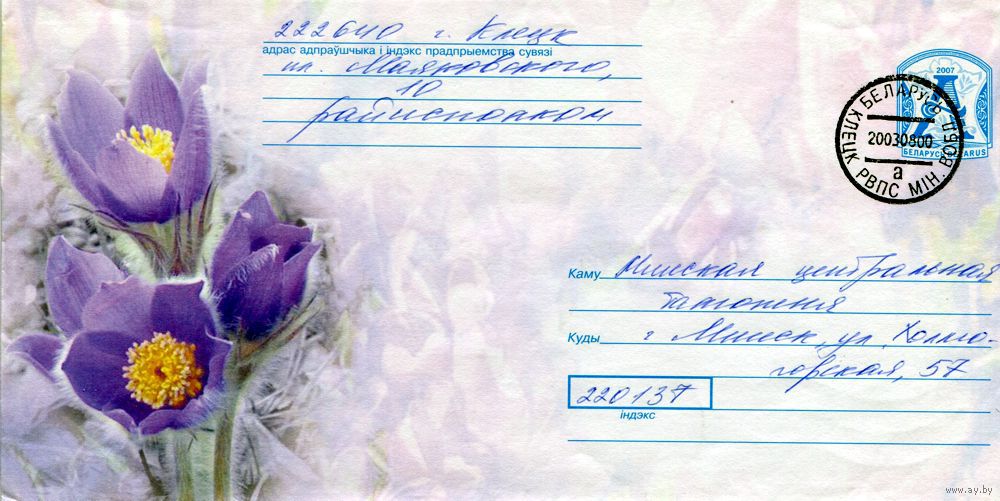 222640 г. Клецк
адрас адпраўшчыка і індэкс прадпрыемства сувязі
пл. Маяковского,
10
райисполком
2007
А
БЕЛАРУСЬ BELARUS
БЕЛАРУСЬ
20030800
а
КЛЕЦК РВПС МІН. ВОБЛ
Каму Минская центральная
таможня
Куды г. Минск, ул. Холмо-
горская, 57
220137
індэкс
www.ay.by